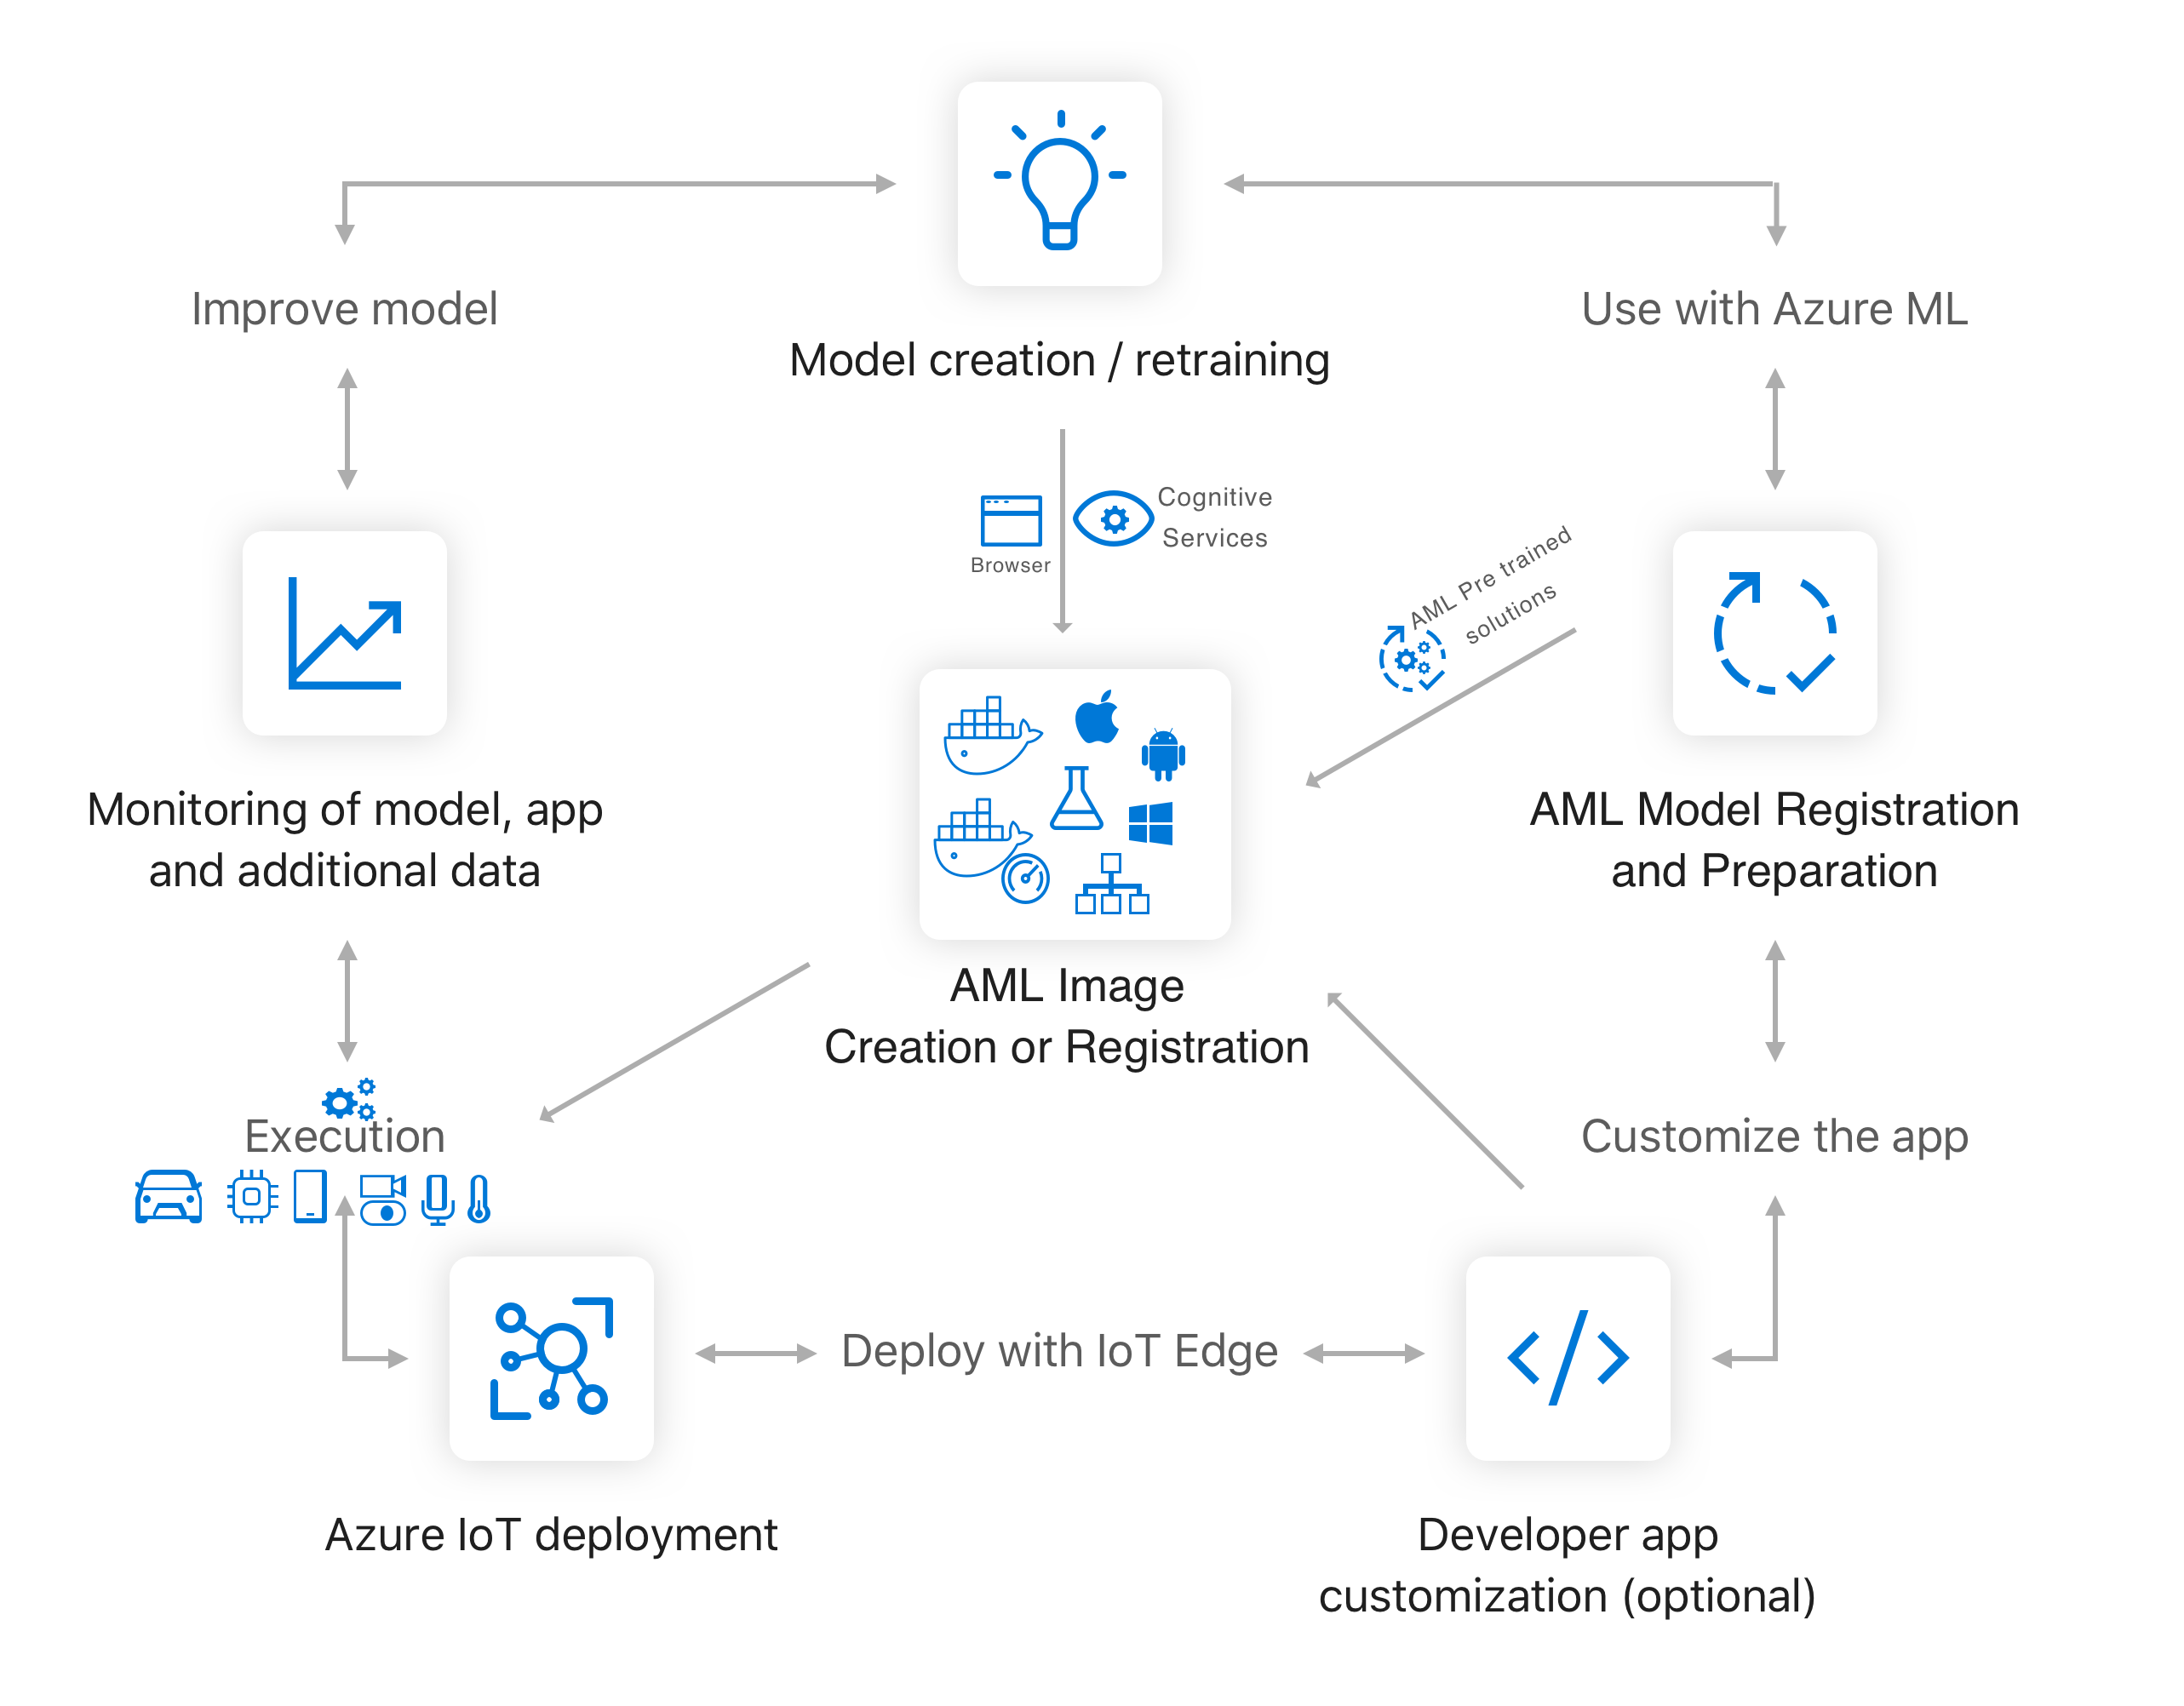 Improve model
Use with Azure ML
Model creation / retraining
Cognitive
Services
Browser
AML Pre trained
solutions
Monitoring of model, app
and additional data
AML Model Registration
and Preparation
AML Image
Creation or Registration
Execution
Customize the app
Deploy with IoT Edge
Azure IoT deployment
Developer app
customization (optional)